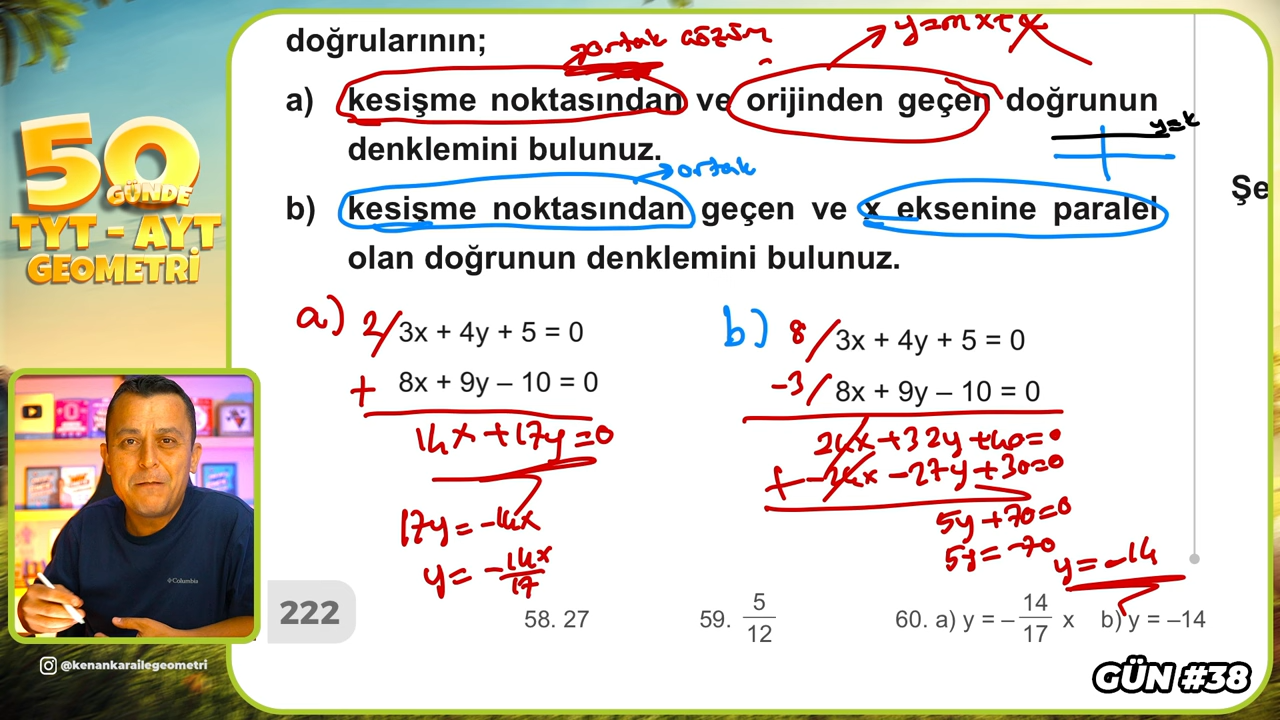 doğrularının;
ortak çözüm
y=mx+n
a) kesişme noktasından ve orijinden geçen doğrunun
denklemini bulunuz.
y=k
ortak
b) kesişme noktasından geçen ve x eksenine paralel
olan doğrunun denklemini bulunuz.
Şe
50
GÜNDE
TYT - AYT
GEOMETRİ
a) 2/ 3x + 4y + 5 = 0
+ 8x + 9y – 10 = 0
14x+17y=0
17y=-14x
y= -14x/17
b) 8/ 3x + 4y + 5 = 0
-3/ 8x + 9y – 10 = 0
24x+32y+40=0
+ -24x-27y+30=0
5y+70=0
5y=-70
y=-14
Columbia
222
58. 27
59. 5/12
60. a) y = – 14/17 x b) y = –14
@kenankarailegeometri
GÜN #38